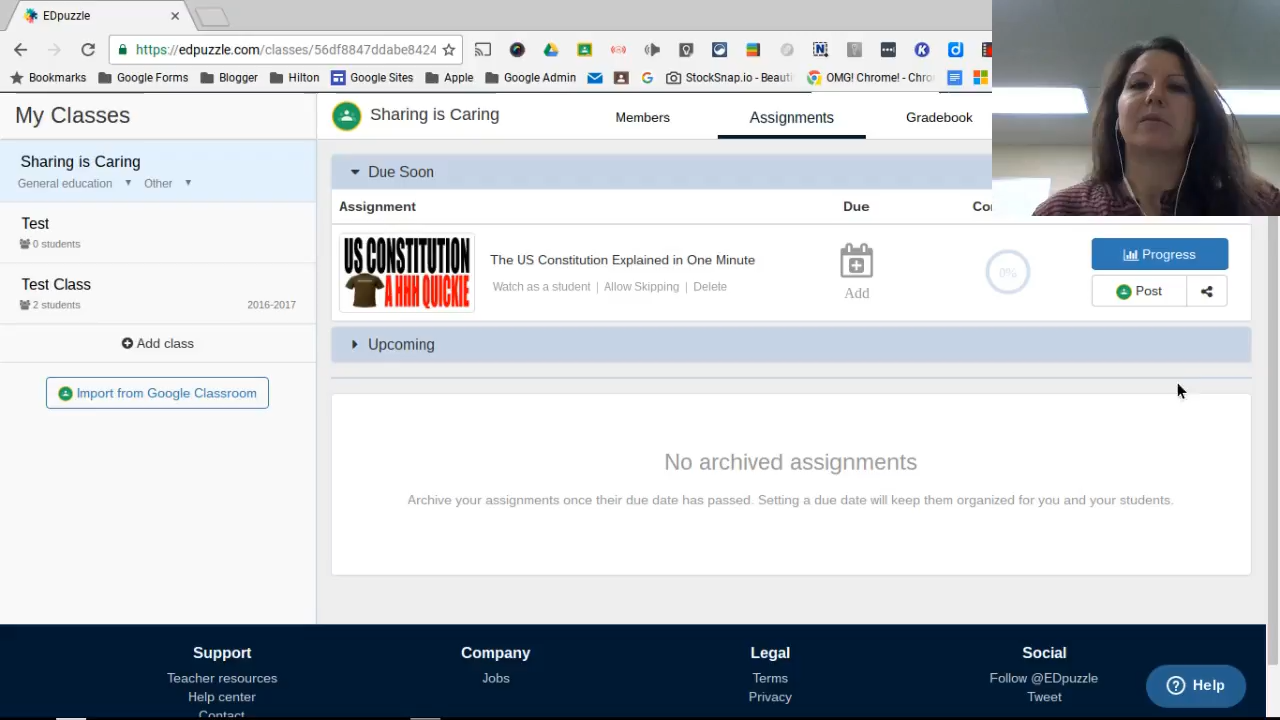 EDpuzzle
https://edpuzzle.com/classes/56df8847ddabe8424
Bookmarks Google Forms Blogger Hilton Google Sites Apple Google Admin StockSnap.io - Beauti OMG! Chrome! - Chro
My Classes
Sharing is Caring
General education Other
Test
0 students
Test Class
2 students 2016-2017
Add class
Import from Google Classroom
Sharing is Caring Members Assignments Gradebook
Due Soon
Assignment Due Co
US CONSTITUTION
A HHH QUICKIE
The US Constitution Explained in One Minute
Watch as a student | Allow Skipping | Delete
Add
0%
Progress
Post
Upcoming
No archived assignments
Archive your assignments once their due date has passed. Setting a due date will keep them organized for you and your students.
Support Company Legal Social
Teacher resources Jobs Terms Follow @EDpuzzle
Help center Privacy Tweet
Contact
Help